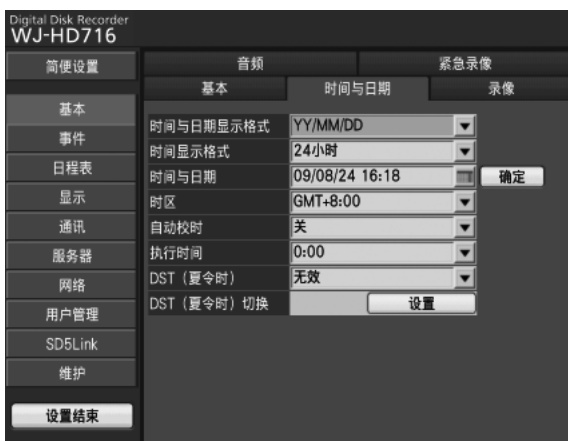 Digital Disk Recorder
WJ-HD716
简便设置
基本
事件
日程表
显示
通讯
服务器
网络
用户管理
SD5Link
维护
设置结束
音频 紧急录像
基本 时间与日期 录像
时间与日期显示格式 YY/MM/DD
时间显示格式 24小时
时间与日期 09/08/24 16:18 确定
时区 GMT+8:00
自动校时 关
执行时间 0:00
DST（夏令时） 无效
DST（夏令时）切换 设置